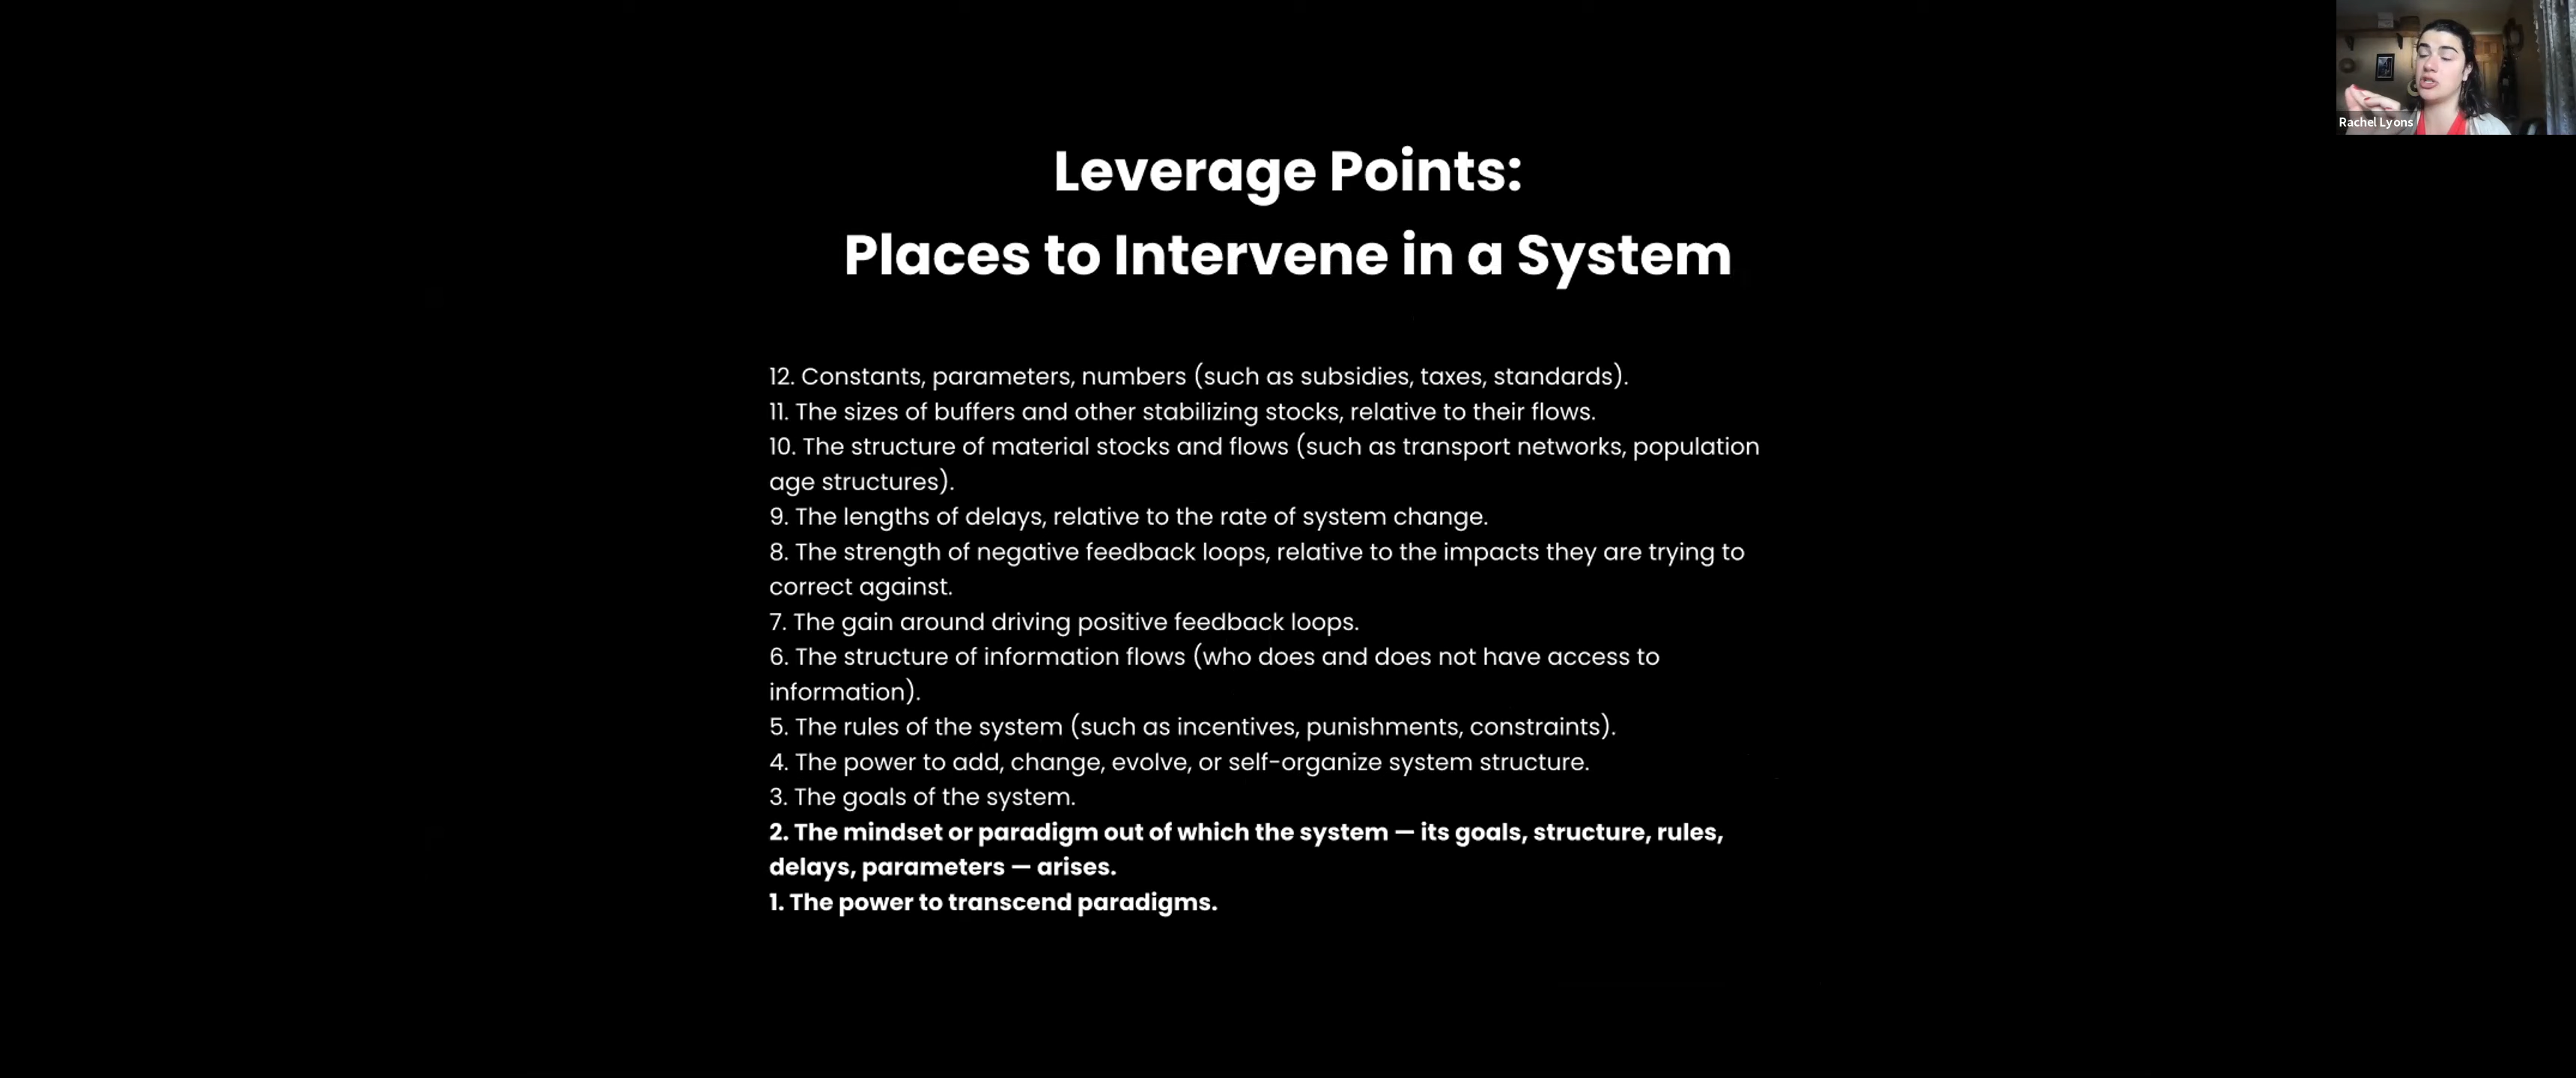 Rachel Lyons
Leverage Points:
Places to Intervene in a System
12. Constants, parameters, numbers (such as subsidies, taxes, standards).
11. The sizes of buffers and other stabilizing stocks, relative to their flows.
10. The structure of material stocks and flows (such as transport networks, population
age structures).
9. The lengths of delays, relative to the rate of system change.
8. The strength of negative feedback loops, relative to the impacts they are trying to
correct against.
7. The gain around driving positive feedback loops.
6. The structure of information flows (who does and does not have access to
information).
5. The rules of the system (such as incentives, punishments, constraints).
4. The power to add, change, evolve, or self-organize system structure.
3. The goals of the system.
2. The mindset or paradigm out of which the system — its goals, structure, rules,
delays, parameters — arises.
1. The power to transcend paradigms.